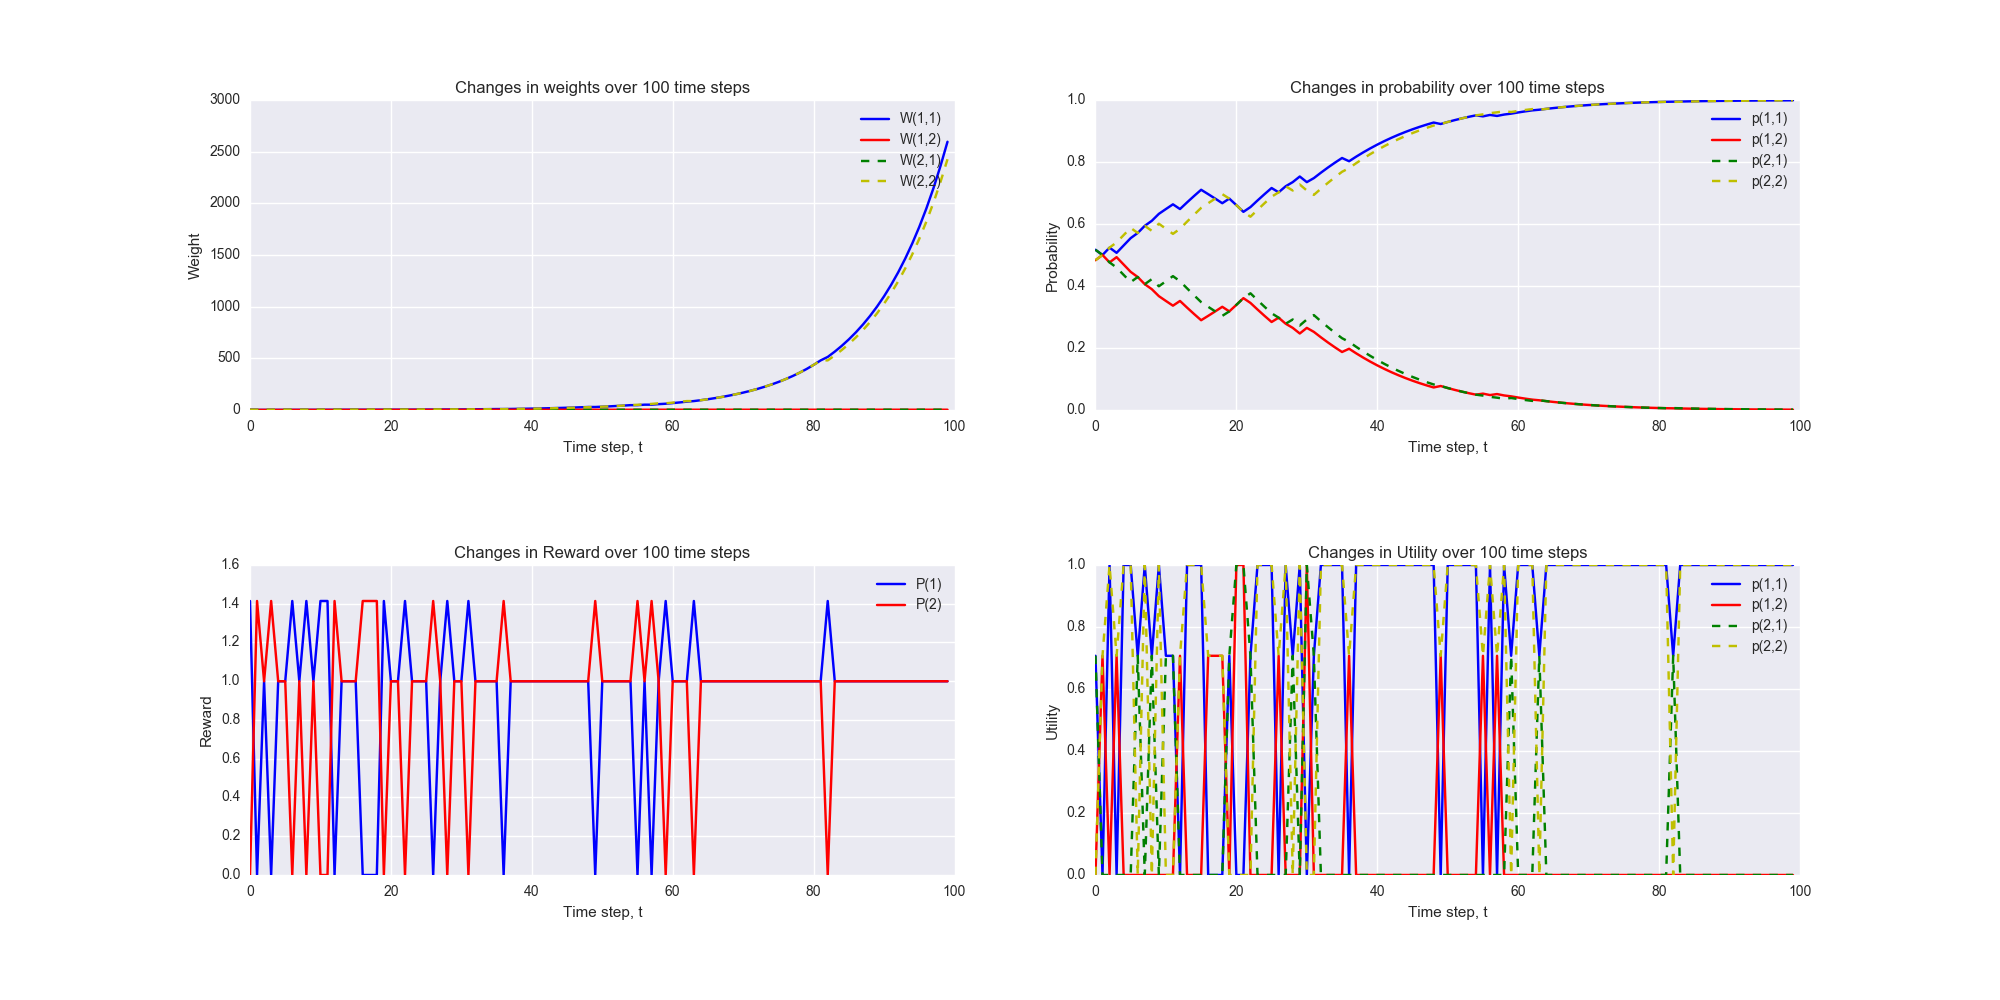 Changes in weights over 100 time steps
3000
2500
2000
1500
1000
500
0
Weight
0 20 40 60 80 100
Time step, t
W(1,1)
W(1,2)
W(2,1)
W(2,2)
Changes in probability over 100 time steps
1.0
0.8
0.6
0.4
0.2
0.0
Probability
0 20 40 60 80 100
Time step, t
p(1,1)
p(1,2)
p(2,1)
p(2,2)
Changes in Reward over 100 time steps
1.6
1.4
1.2
1.0
0.8
0.6
0.4
0.2
0.0
Reward
0 20 40 60 80 100
Time step, t
P(1)
P(2)
Changes in Utility over 100 time steps
1.0
0.8
0.6
0.4
0.2
0.0
Utility
0 20 40 60 80 100
Time step, t
p(1,1)
p(1,2)
p(2,1)
p(2,2)